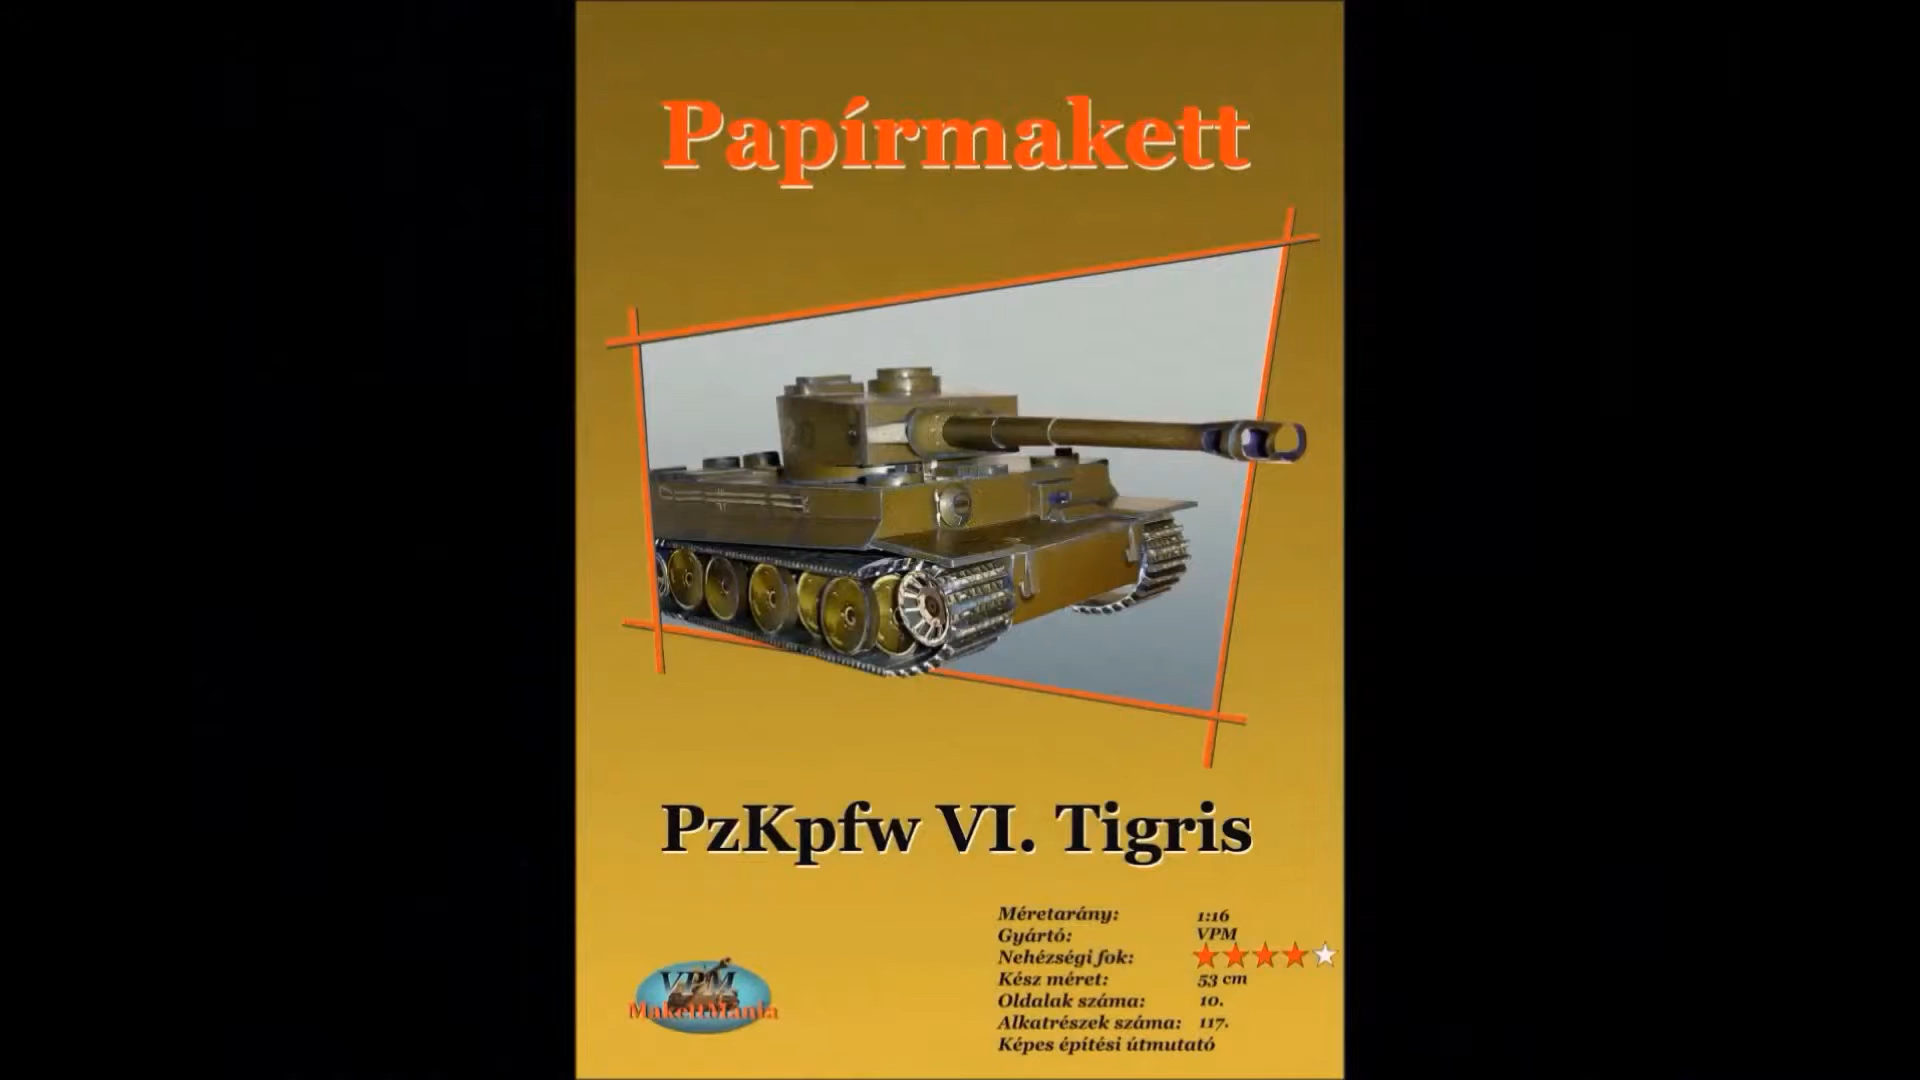 Papírmakett
PzKpfw VI. Tigris
Méretarány: 1:16
Gyártó: VPM
Nehézségi fok:
Kész méret: 53 cm
Oldalak száma: 10.
Alkatrészek száma: 117.
Képes építési útmutató
VPM
MakettMánia